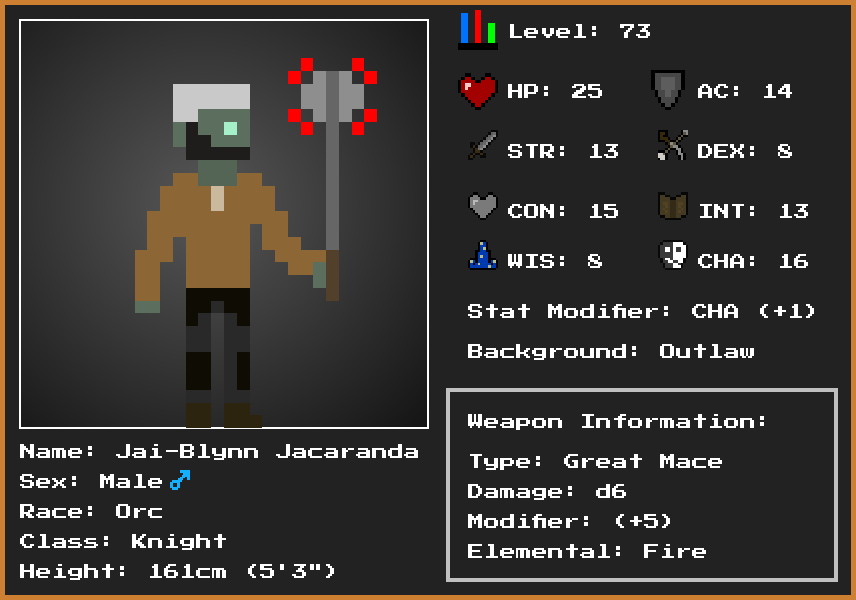 Level: 73
HP: 25
AC: 14
STR: 13
DEX: 8
CON: 15
INT: 13
WIS: 8
CHA: 16
Stat Modifier: CHA (+1)
Background: Outlaw
Weapon Information:
Type: Great Mace
Damage: d6
Modifier: (+5)
Elemental: Fire
Name: Jai-Blynn Jacaranda
Sex: Male ♂
Race: Orc
Class: Knight
Height: 161cm (5'3")